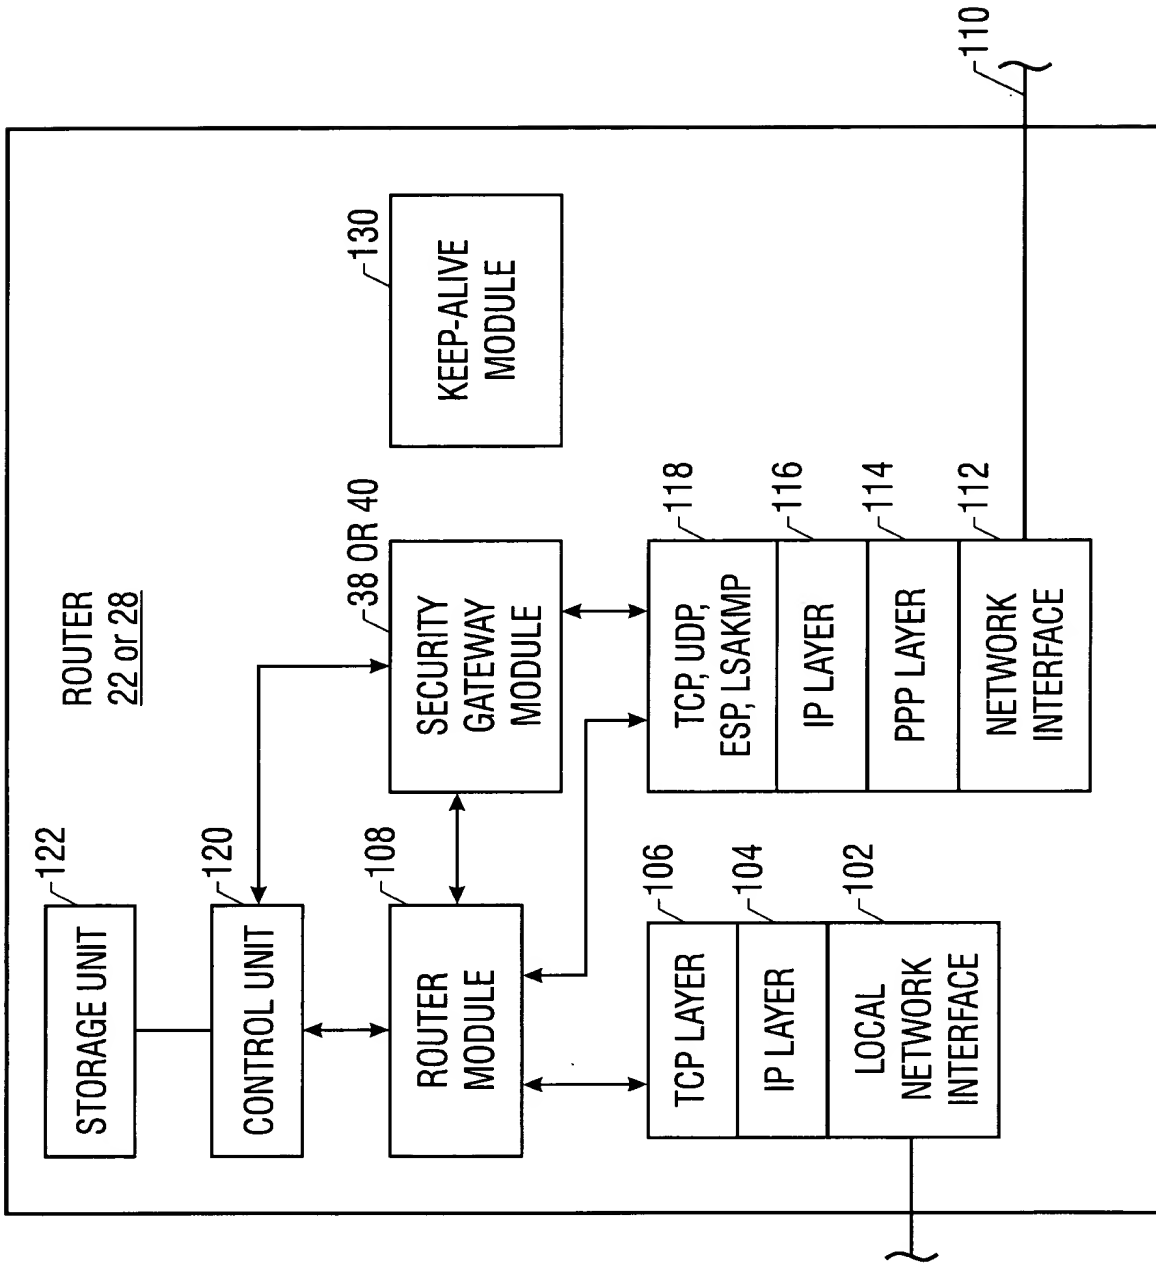 ROUTER
22 or 28
STORAGE UNIT
122
CONTROL UNIT
120
ROUTER
MODULE
108
SECURITY
GATEWAY
MODULE
38 OR 40
KEEP-ALIVE
MODULE
130
TCP LAYER
106
IP LAYER
104
LOCAL
NETWORK
INTERFACE
102
TCP, UDP,
ESP, LSAKMP
118
IP LAYER
116
PPP LAYER
114
NETWORK
INTERFACE
112
110